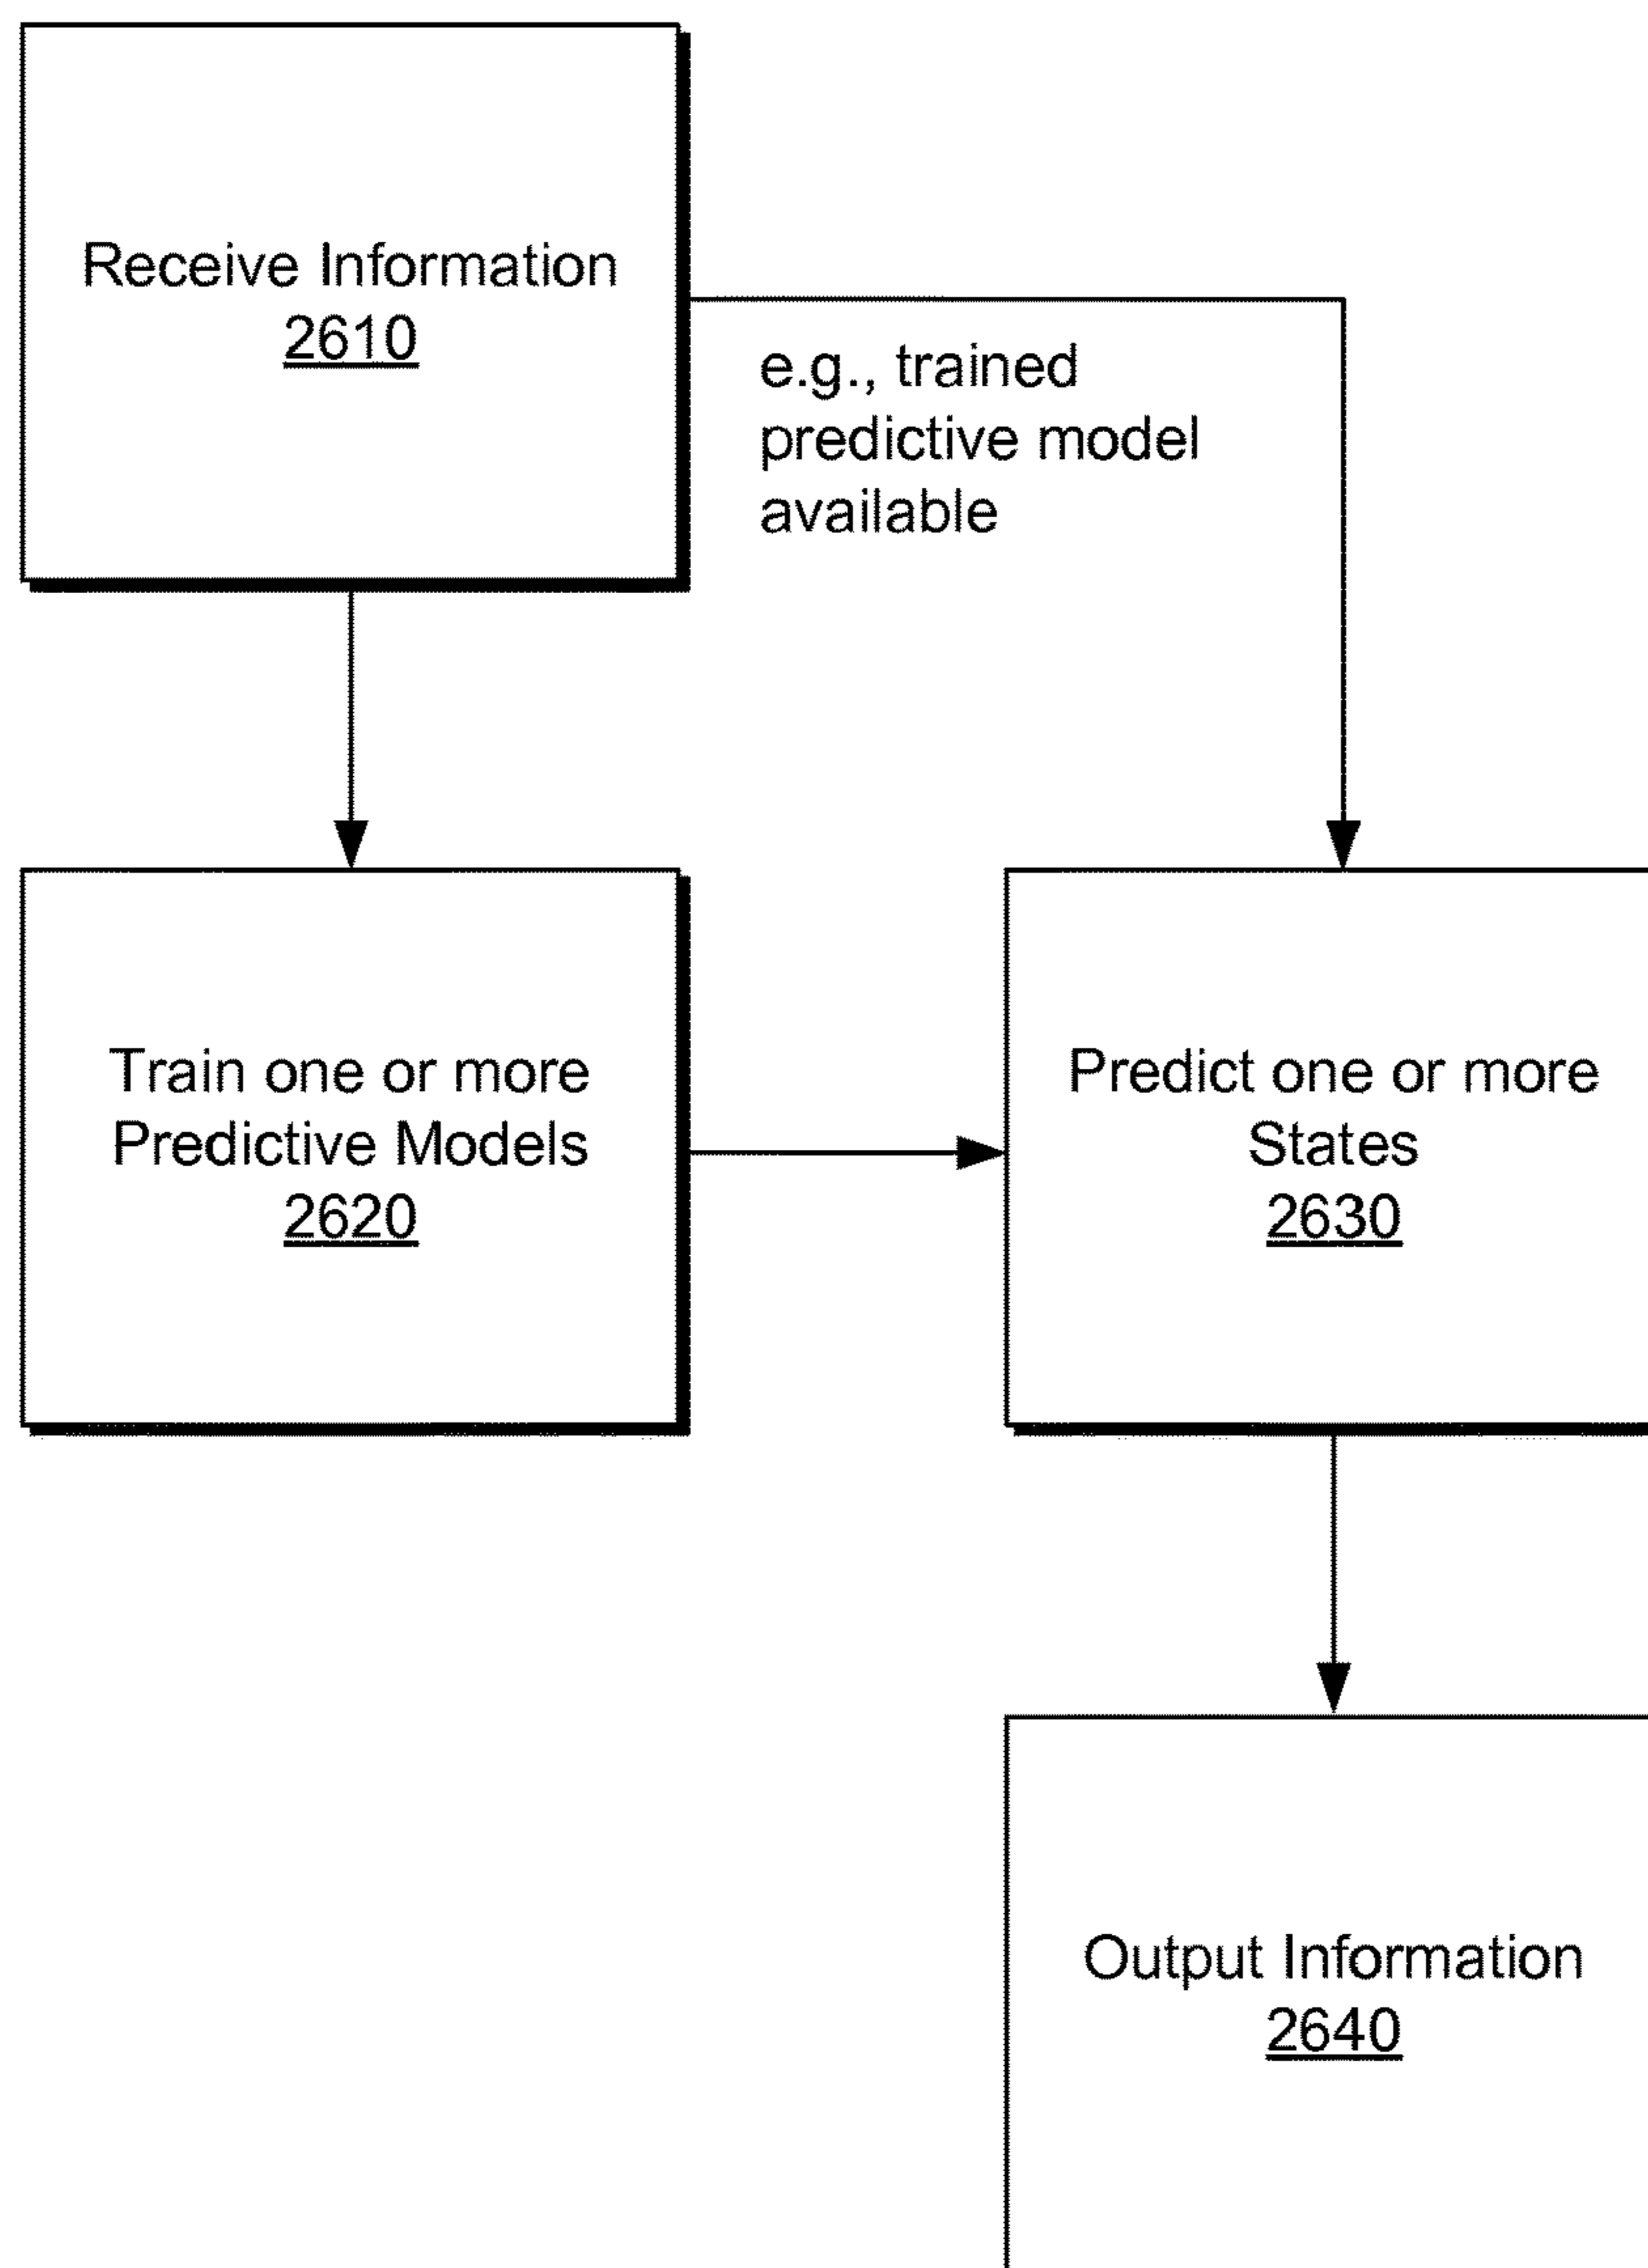 Receive Information
2610
e.g., trained
predictive model
available
Train one or more
Predictive Models
2620
Predict one or more
States
2630
Output Information
2640